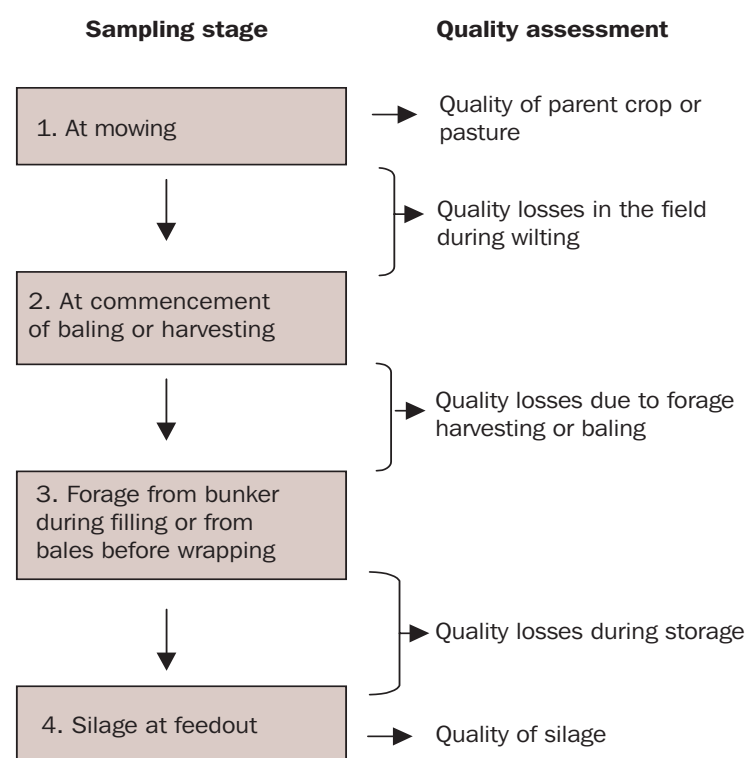 Sampling stage
Quality assessment
1. At mowing
Quality of parent crop or
pasture
Quality losses in the field
during wilting
2. At commencement
of baling or harvesting
Quality losses due to forage
harvesting or baling
3. Forage from bunker
during filling or from
bales before wrapping
Quality losses during storage
4. Silage at feedout
Quality of silage